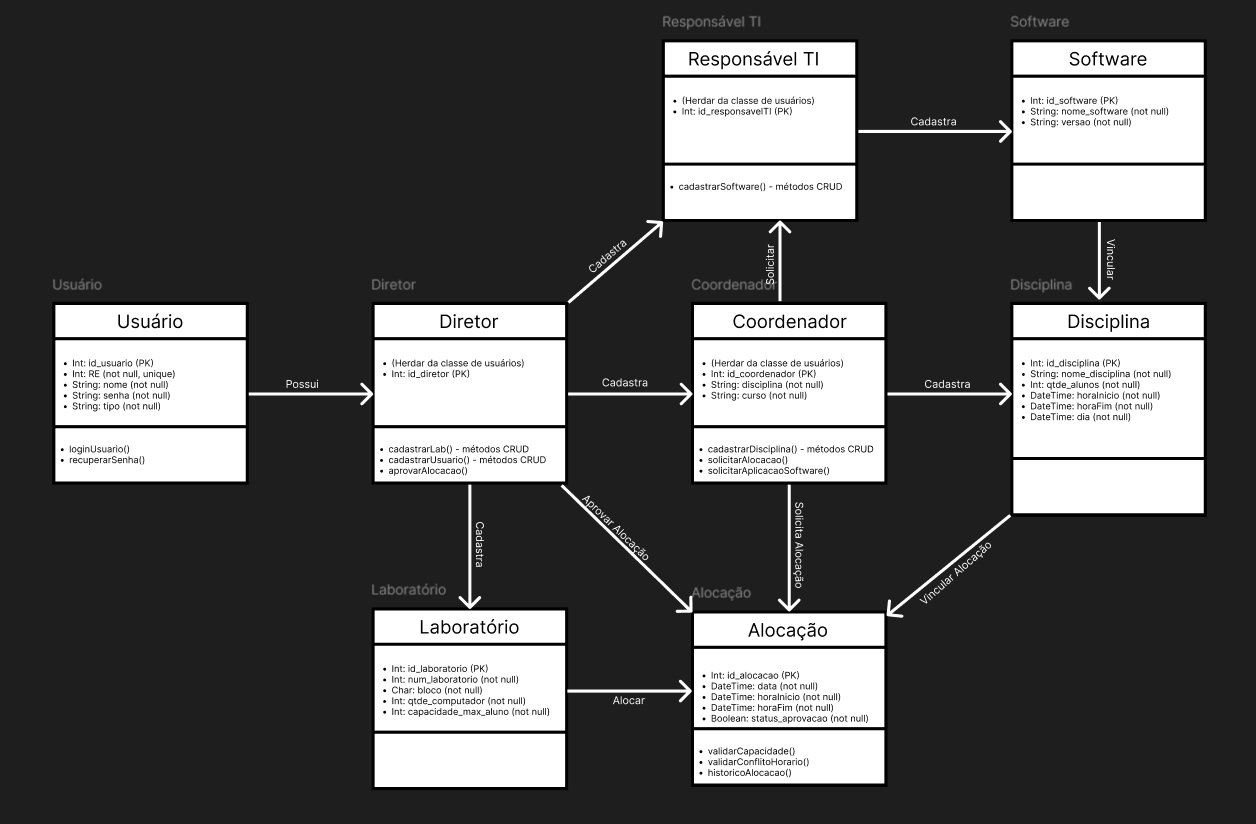 Responsável TI
Responsável TI
• (Herdar da classe de usuários)
• Int: id_responsavelTI (PK)
• cadastrarSoftware() - métodos CRUD
Cadastra
Software
Software
• Int: id_software (PK)
• String: nome_software (not null)
• String: versao (not null)
Cadastra
Solicitar
Vincular
Usuário
Usuário
• Int: id_usuario (PK)
• Int: RE (not null, unique)
• String: nome (not null)
• String: senha (not null)
• String: tipo (not null)
• loginUsuario()
• recuperarSenha()
Possui
Diretor
Diretor
• (Herdar da classe de usuários)
• Int: id_diretor (PK)
• cadastrarLab() - métodos CRUD
• cadastrarUsuario() - métodos CRUD
• aprovarAlocacao()
Cadastra
Coordenador
Coordenador
• (Herdar da classe de usuários)
• Int: id_coordenador (PK)
• String: disciplina (not null)
• String: curso (not null)
• cadastrarDisciplina() - métodos CRUD
• solicitarAlocacao()
• solicitarAplicacaoSoftware()
Cadastra
Disciplina
Disciplina
• Int: id_disciplina (PK)
• String: nome_disciplina (not null)
• Int: qtde_alunos (not null)
• DateTime: horaInicio (not null)
• DateTime: horaFim (not null)
• DateTime: dia (not null)
Cadastra
Aprovar Alocação
Solicita Alocação
Vincular Alocação
Laboratório
Laboratório
• Int: id_laboratorio (PK)
• Int: num_laboratorio (not null)
• Char: bloco (not null)
• Int: qtde_computador (not null)
• Int: capacidade_max_aluno (not null)
Alocar
Alocação
Alocação
• Int: id_alocacao (PK)
• DateTime: data (not null)
• DateTime: horaInicio (not null)
• DateTime: horaFim (not null)
• Boolean: status_aprovacao (not null)
• validarCapacidade()
• validarConflitoHorario()
• historicoAlocacao()